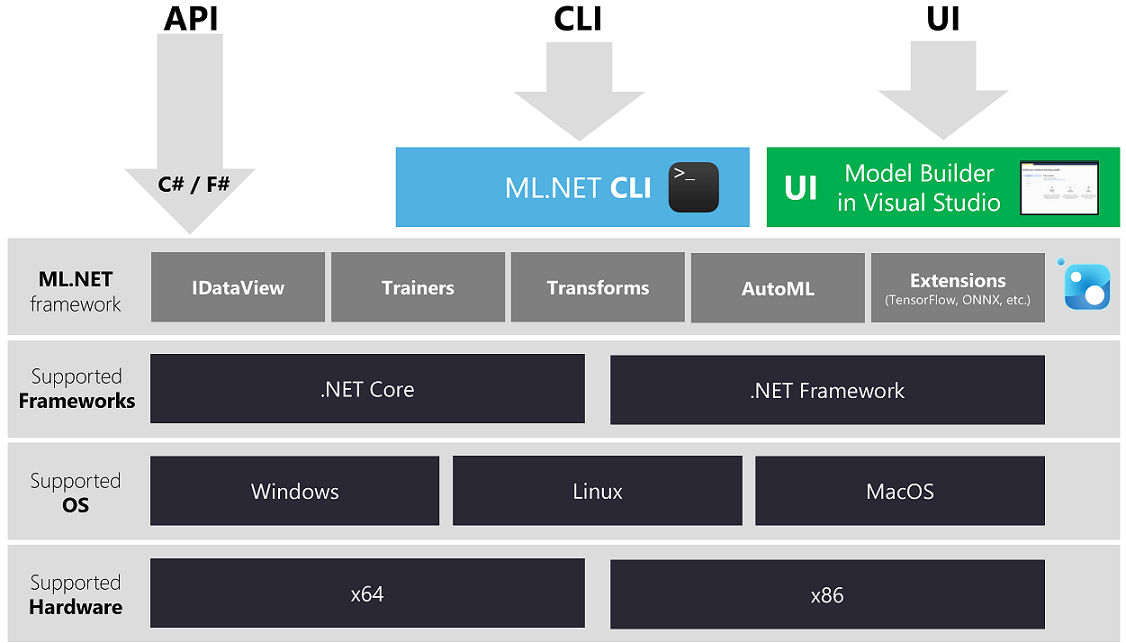 API
CLI
UI
C# / F#
ML.NET CLI
>_
UI
Model Builder
in Visual Studio
ML.NET
framework
IDataView
Trainers
Transforms
AutoML
Extensions
(TensorFlow, ONNX, etc.)
Supported
Frameworks
.NET Core
.NET Framework
Supported
OS
Windows
Linux
MacOS
Supported
Hardware
x64
x86